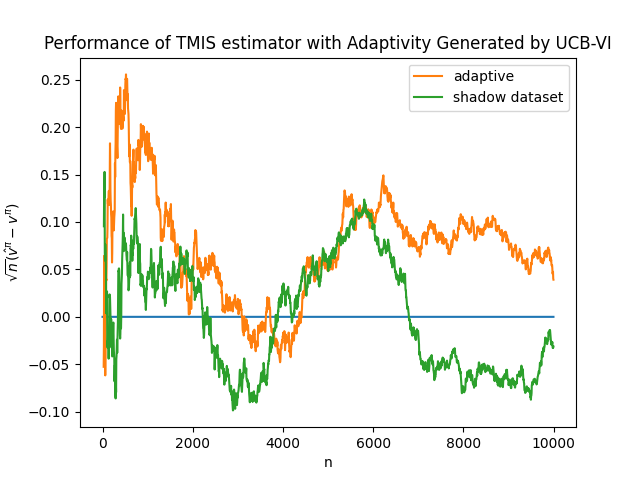 Performance of TMIS estimator with Adaptivity Generated by UCB-VI
adaptive
shadow dataset
√n(v̂^π − v^π)
0.25
0.20
0.15
0.10
0.05
0.00
−0.05
−0.10
0 2000 4000 6000 8000 10000
n